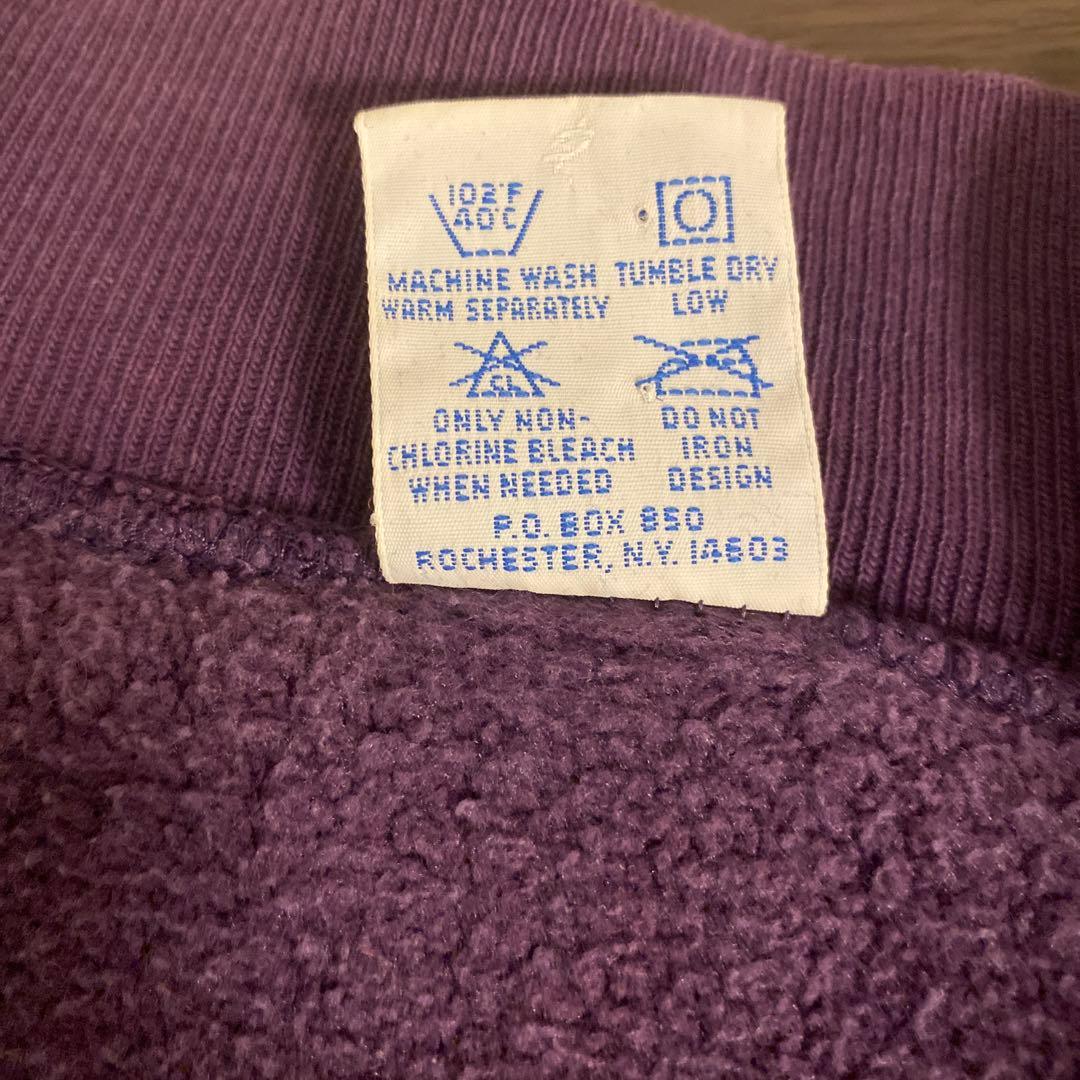 102°F
40°C
MACHINE WASH
WARM SEPARATELY
TUMBLE DRY
LOW
CL
ONLY NON-
CHLORINE BLEACH
WHEN NEEDED
DO NOT
IRON
DESIGN
P.O. BOX 850
ROCHESTER, N.Y. 14603